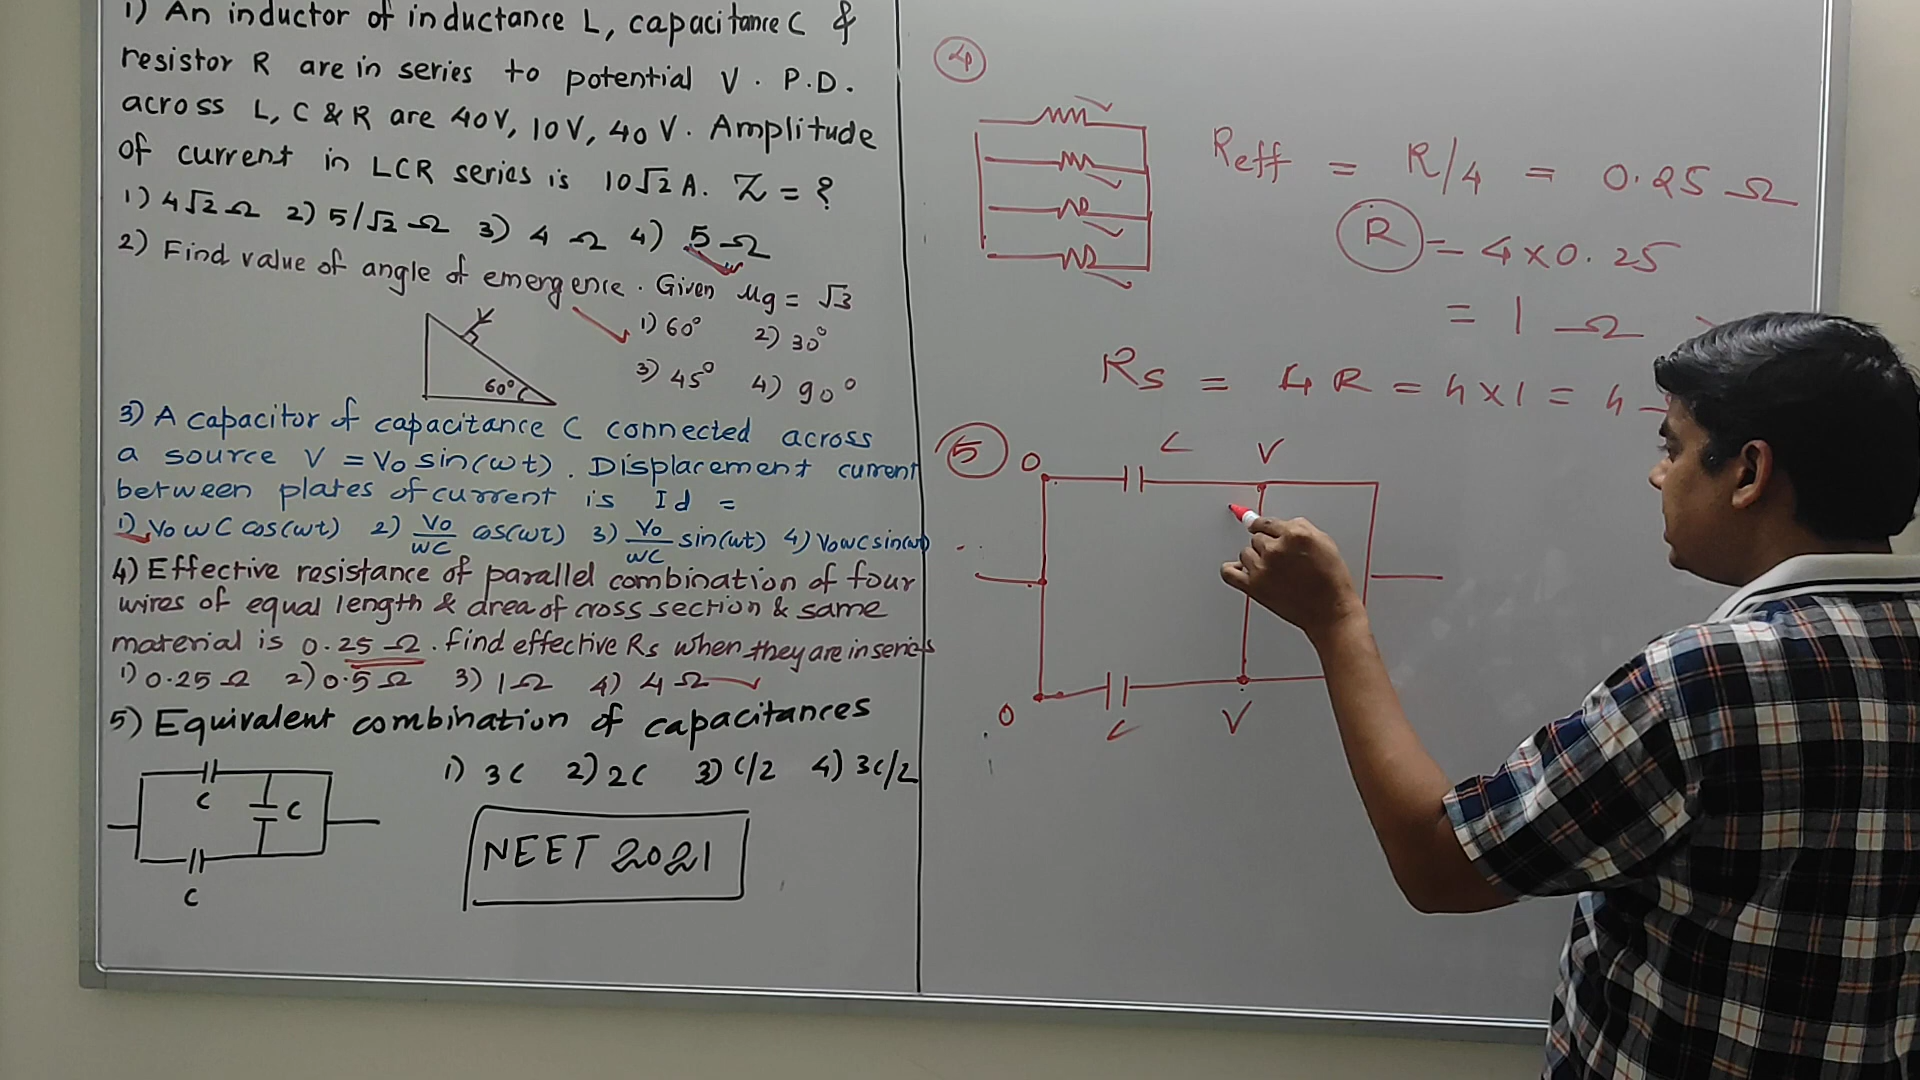 1) An inductor of inductance L, capacitance C &
resistor R are in series to potential V. P.D.
across L, C & R are 40V, 10V, 40V. Amplitude
of current in LCR series is 10√2 A. Z = ?
1) 4√2 Ω 2) 5/√2 Ω 3) 4 Ω 4) 5 Ω
2) Find value of angle of emergence. Given μg = √3
1) 60° 2) 30°
3) 45° 4) 90°
60°
3) A capacitor of capacitance C connected across
a source V = Vo sin(ωt). Displacement current
between plates of current is Id =
1) Vo ω C cos(ωt) 2) Vo/ωC cos(ωt) 3) Vo/ωC sin(ωt) 4) VoωC sin(ωt)
4) Effective resistance of parallel combination of four
wires of equal length & area of cross section & same
material is 0.25 Ω. Find effective Rs when they are in series
1) 0.25 Ω 2) 0.5 Ω 3) 1 Ω 4) 4 Ω
5) Equivalent combination of capacitances
1) 3C 2) 2C 3) C/2 4) 3C/2
C
C
C
NEET 2021
4
Reff = R/4 = 0.25 Ω
R = 4 x 0.25
= 1 Ω
Rs = 4R = 4 x 1 = 4
5
0 C V
0 C V